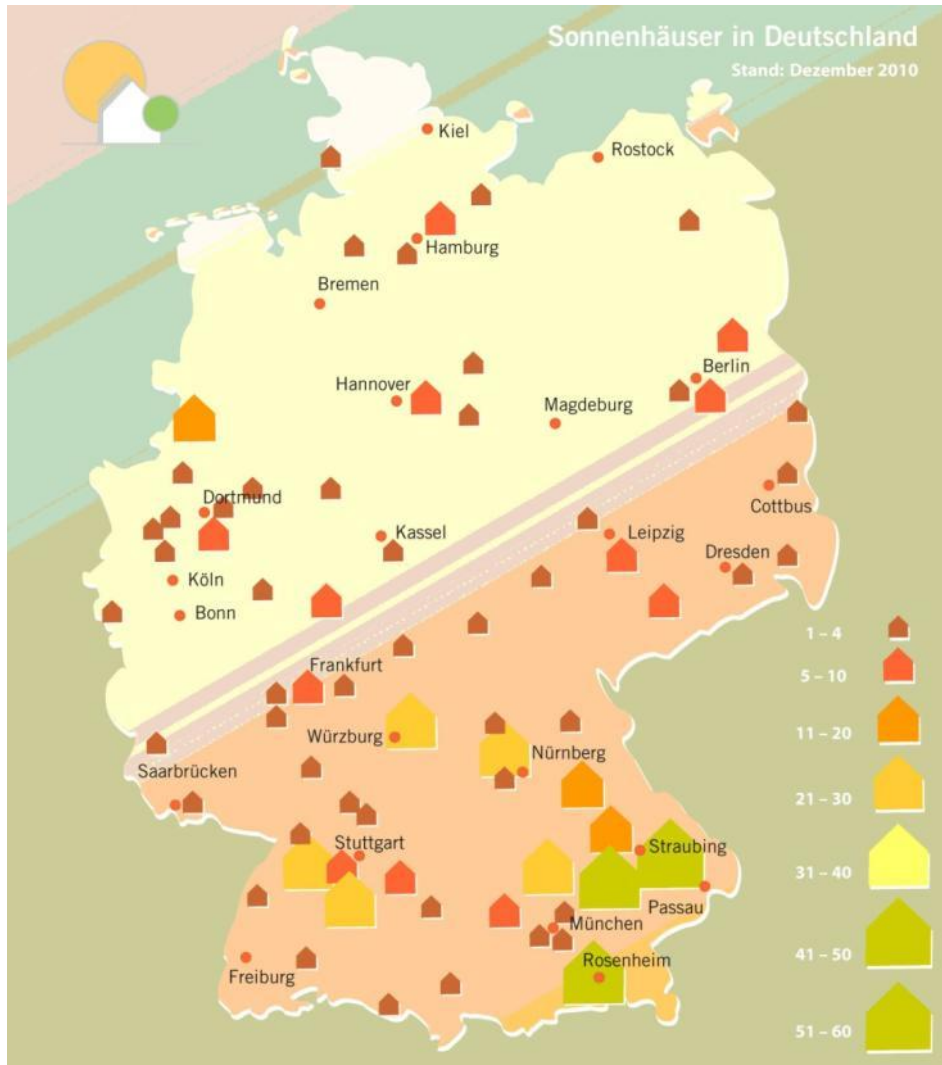 Sonnenhäuser in Deutschland
Stand: Dezember 2010
Kiel
Rostock
Hamburg
Bremen
Berlin
Hannover
Magdeburg
Dortmund
Cottbus
Kassel
Leipzig
Dresden
Köln
Bonn
1 – 4
Frankfurt
5 – 10
Würzburg
11 – 20
Nürnberg
Saarbrücken
21 – 30
Stuttgart
Straubing
31 – 40
Passau
München
41 – 50
Rosenheim
Freiburg
51 – 60